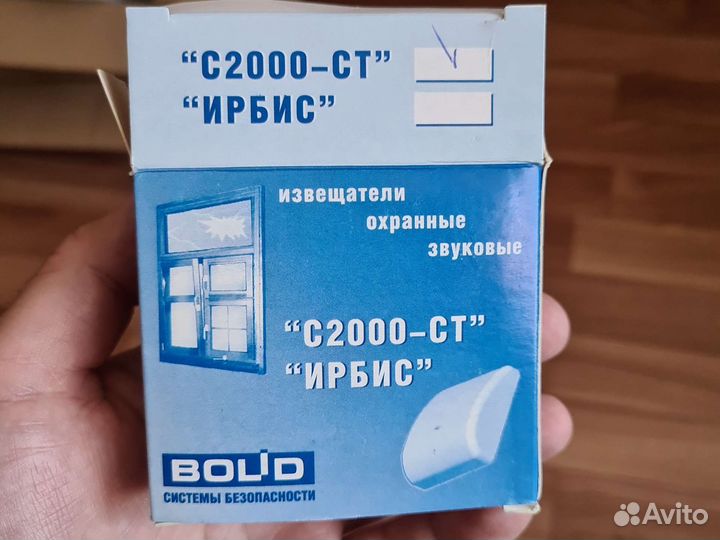 "С2000-СТ"
"ИРБИС"
извещатели
охранные
звуковые
"С2000-СТ"
"ИРБИС"
BOLID
СИСТЕМЫ БЕЗОПАСНОСТИ
Avito